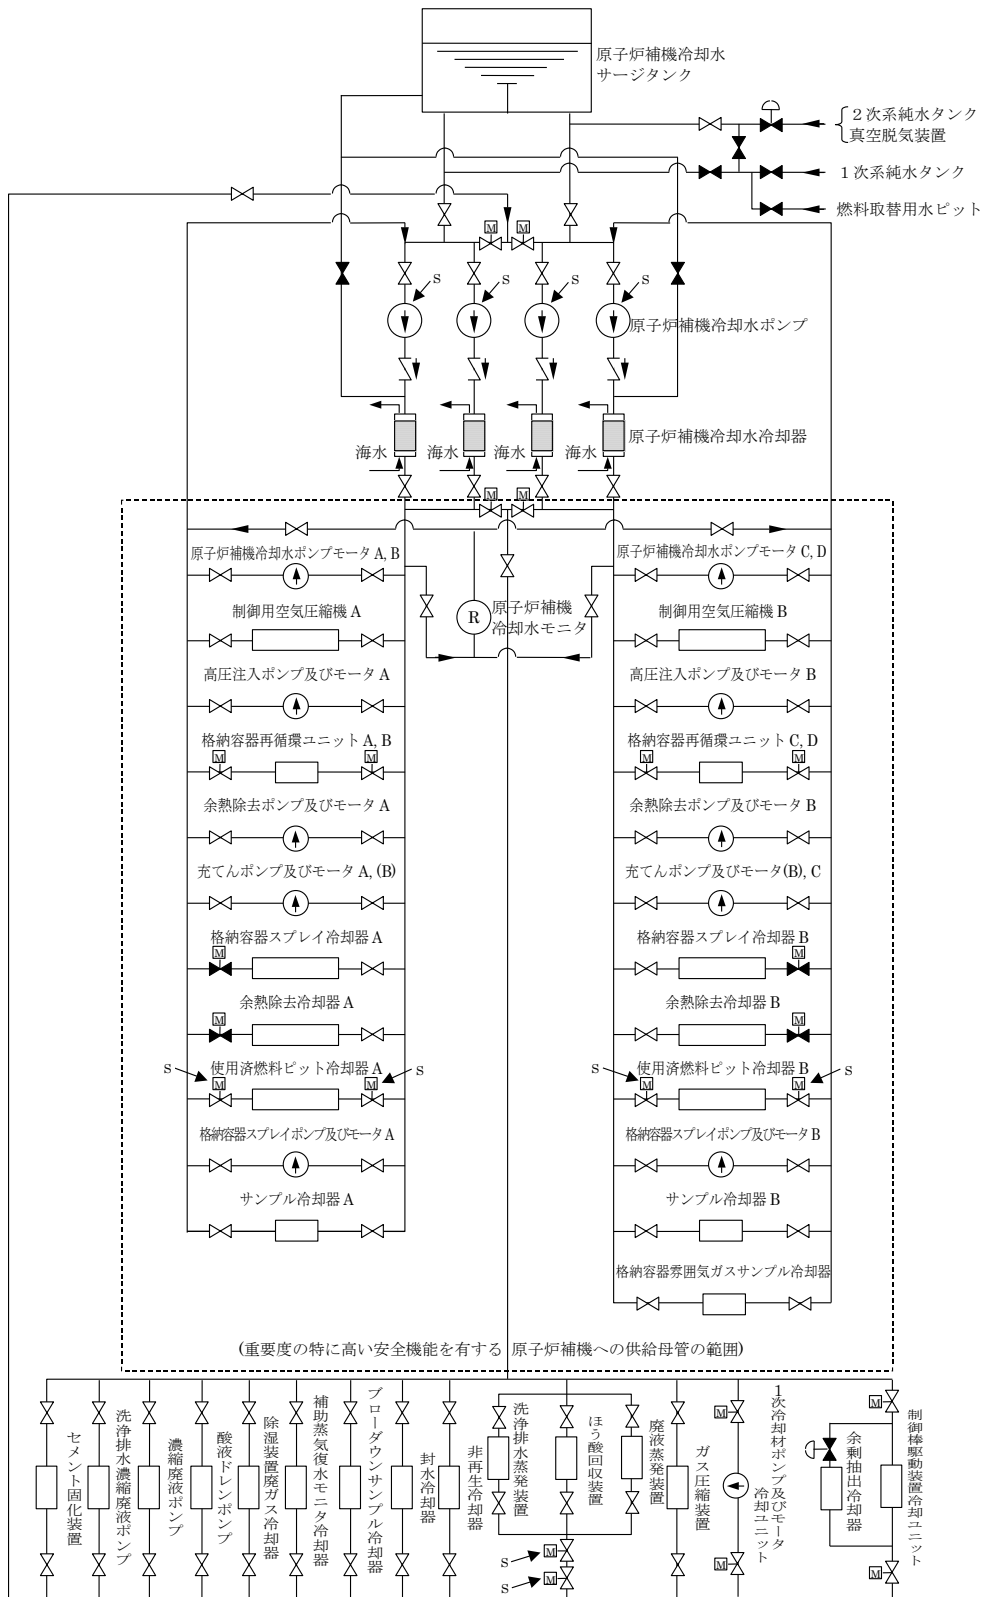 原子炉補機冷却水
サージタンク
２次系純水タンク
真空脱気装置
１次系純水タンク
燃料取替用水ピット
M
M
s
s
s
s
原子炉補機冷却水ポンプ
原子炉補機冷却水冷却器
海水
海水
海水
海水
M
M
原子炉補機冷却水ポンプモータ A, B
原子炉補機冷却水ポンプモータ C, D
制御用空気圧縮機 A
R
原子炉補機
冷却水モニタ
制御用空気圧縮機 B
高圧注入ポンプ及びモータ A
高圧注入ポンプ及びモータ B
格納容器再循環ユニット A, B
M
M
格納容器再循環ユニット C, D
M
M
余熱除去ポンプ及びモータ A
余熱除去ポンプ及びモータ B
充てんポンプ及びモータ A, (B)
充てんポンプ及びモータ(B), C
格納容器スプレイ冷却器 A
M
格納容器スプレイ冷却器 B
M
余熱除去冷却器 A
M
余熱除去冷却器 B
M
s
使用済燃料ピット冷却器 A
s
M
M
s
使用済燃料ピット冷却器 B
s
M
M
格納容器スプレイポンプ及びモータ A
格納容器スプレイポンプ及びモータ B
サンプル冷却器 A
サンプル冷却器 B
格納容器雰囲気ガスサンプル冷却器
(重要度の特に高い安全機能を有する 原子炉補機への供給母管の範囲)
セメント固化装置
洗浄排水濃縮廃液ポンプ
濃縮廃液ポンプ
酸液ドレンポンプ
除湿装置廃ガス冷却器
補助蒸気復水モニタ冷却器
ブローダウンサンプル冷却器
封水冷却器
非再生冷却器
洗浄排水蒸発装置
ほう酸回収装置
廃液蒸発装置
s
M
s
M
ガス圧縮装置
M
M
１次冷却材ポンプ及びモータ
冷却ユニット
余剰抽出冷却器
M
M
制御棒駆動装置冷却ユニット